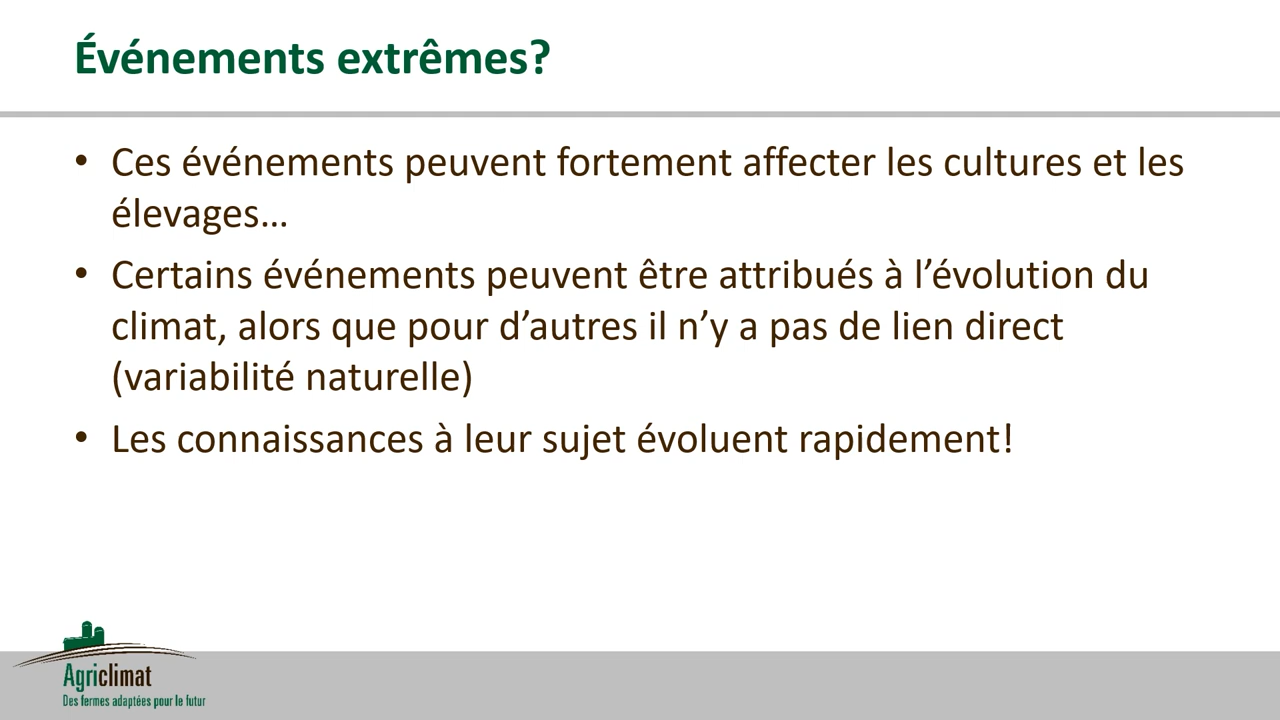 Événements extrêmes?
• Ces événements peuvent fortement affecter les cultures et les
élevages…
• Certains événements peuvent être attribués à l’évolution du
climat, alors que pour d’autres il n’y a pas de lien direct
(variabilité naturelle)
• Les connaissances à leur sujet évoluent rapidement!
Agriclimat
Des fermes adaptées pour le futur